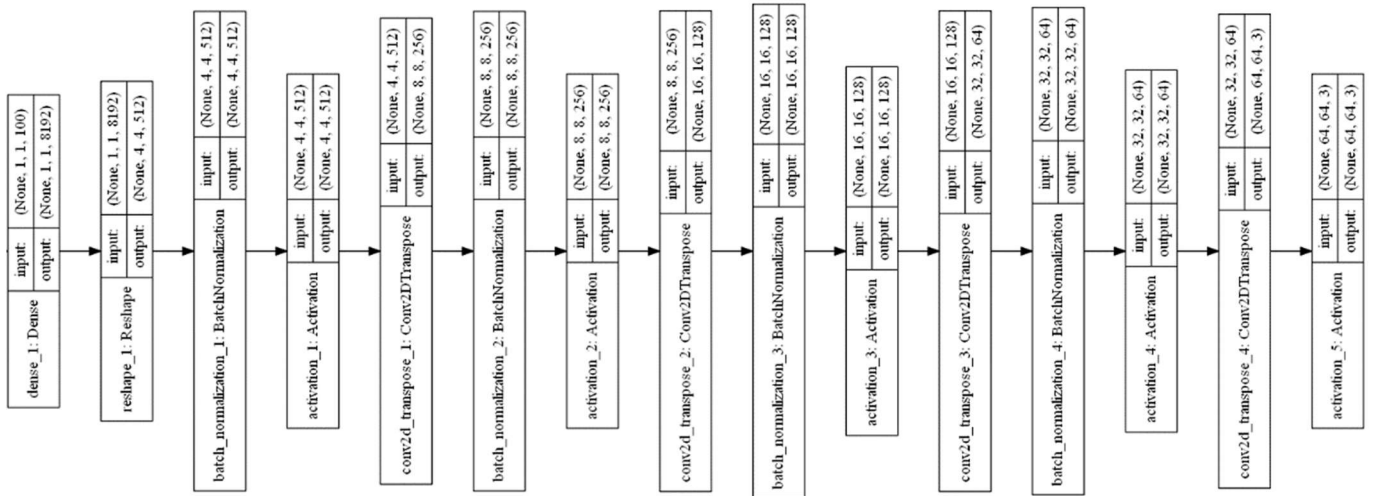 dense_1: Dense
input: (None, 1, 1, 100)
output: (None, 1, 1, 8192)
reshape_1: Reshape
input: (None, 1, 1, 8192)
output: (None, 4, 4, 512)
batch_normalization_1: BatchNormalization
input: (None, 4, 4, 512)
output: (None, 4, 4, 512)
activation_1: Activation
input: (None, 4, 4, 512)
output: (None, 4, 4, 512)
conv2d_transpose_1: Conv2DTranspose
input: (None, 4, 4, 512)
output: (None, 8, 8, 256)
batch_normalization_2: BatchNormalization
input: (None, 8, 8, 256)
output: (None, 8, 8, 256)
activation_2: Activation
input: (None, 8, 8, 256)
output: (None, 8, 8, 256)
conv2d_transpose_2: Conv2DTranspose
input: (None, 8, 8, 256)
output: (None, 16, 16, 128)
batch_normalization_3: BatchNormalization
input: (None, 16, 16, 128)
output: (None, 16, 16, 128)
activation_3: Activation
input: (None, 16, 16, 128)
output: (None, 16, 16, 128)
conv2d_transpose_3: Conv2DTranspose
input: (None, 16, 16, 128)
output: (None, 32, 32, 64)
batch_normalization_4: BatchNormalization
input: (None, 32, 32, 64)
output: (None, 32, 32, 64)
activation_4: Activation
input: (None, 32, 32, 64)
output: (None, 32, 32, 64)
conv2d_transpose_4: Conv2DTranspose
input: (None, 32, 32, 64)
output: (None, 64, 64, 3)
activation_5: Activation
input: (None, 64, 64, 3)
output: (None, 64, 64, 3)